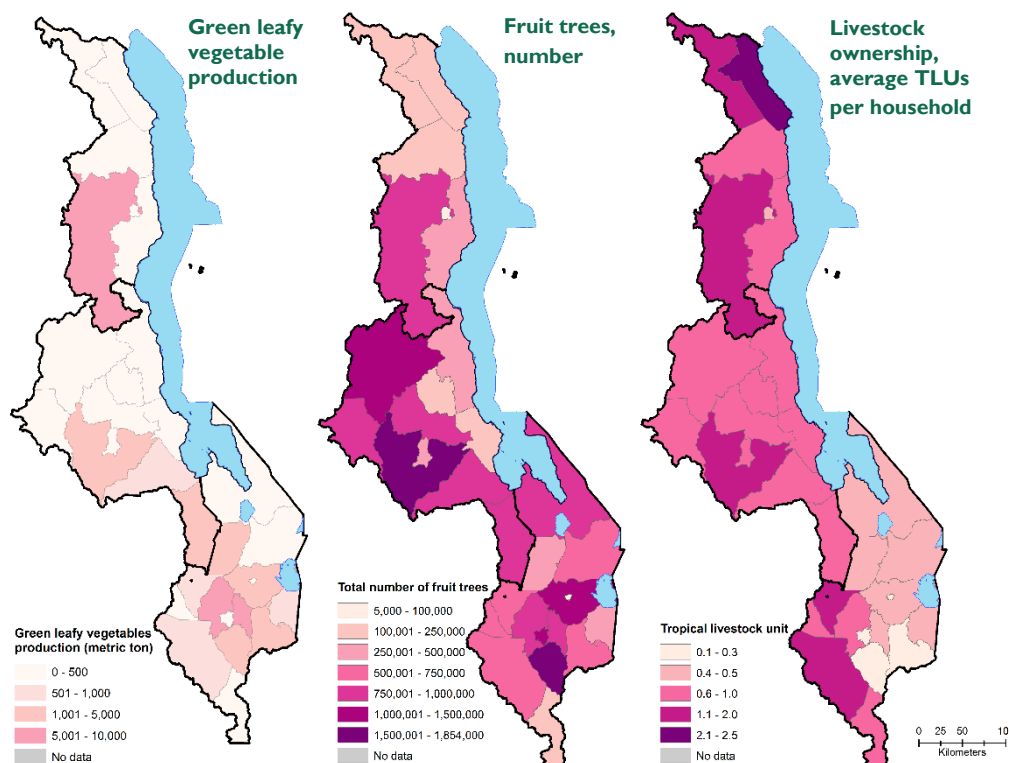 Green leafy
vegetable
production
Fruit trees,
number
Livestock
ownership,
average TLUs
per household
Green leafy vegetables
production (metric ton)
0 - 500
501 - 1,000
1,001 - 5,000
5,001 - 10,000
No data
Total number of fruit trees
5,000 - 100,000
100,001 - 250,000
250,001 - 500,000
500,001 - 750,000
750,001 - 1,000,000
1,000,001 - 1,500,000
1,500,001 - 1,854,000
No data
Tropical livestock unit
0.1 - 0.3
0.4 - 0.5
0.6 - 1.0
1.1 - 2.0
2.1 - 2.5
No data
0 25 50 10
Kilometers